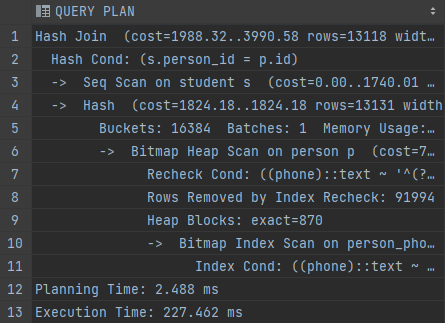 QUERY PLAN
1 Hash Join (cost=1988.32..3990.58 rows=13118 widt…
2 Hash Cond: (s.person_id = p.id)
3 -> Seq Scan on student s (cost=0.00..1740.01 …
4 -> Hash (cost=1824.18..1824.18 rows=13131 width
5 Buckets: 16384 Batches: 1 Memory Usage:…
6 -> Bitmap Heap Scan on person p (cost=7…
7 Recheck Cond: ((phone)::text ~ '^(?…
8 Rows Removed by Index Recheck: 91994
9 Heap Blocks: exact=870
10 -> Bitmap Index Scan on person_pho…
11 Index Cond: ((phone)::text ~ …
12 Planning Time: 2.488 ms
13 Execution Time: 227.462 ms